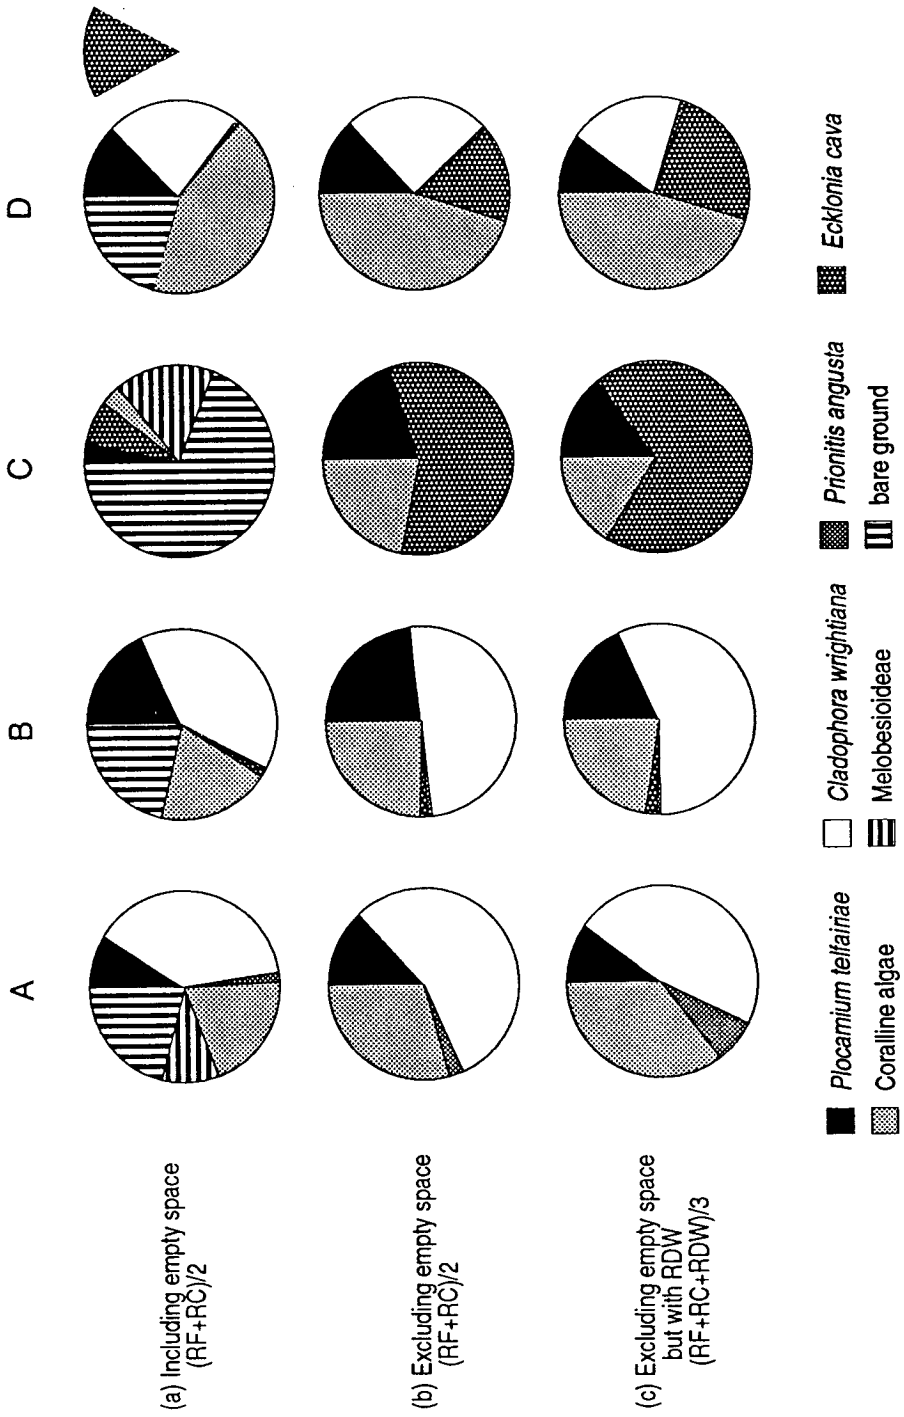 A
B
C
D
(a) Including empty space
(RF+RC)/2
(b) Excluding empty space
(RF+RC)/2
(c) Excluding empty space
but with RDW
(RF+RC+RDW)/3
Plocamium telfairiae
Cladophora wrightiana
Prionitis angusta
Ecklonia cava
Coralline algae
Melobesioideae
bare ground